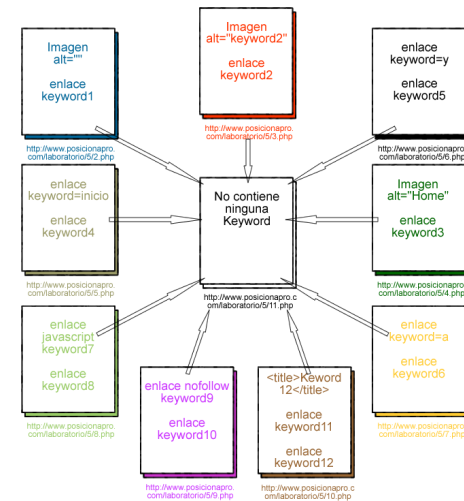 Imagen
alt=""
enlace
keyword1
http://www.posicionapro.
com/laboratorio/5/2.php
Imagen
alt="keyword2"
enlace
keyword2
http://www.posicionapro.
com/laboratorio/5/3.php
enlace
keyword=y
enlace
keyword5
http://www.posicionapro.
com/laboratorio/5/6.php
enlace
keyword=inicio
enlace
keyword4
http://www.posicionapro.
com/laboratorio/5/5.php
No contiene
ninguna
Keyword
http://www.posicionapro.c
om/laboratorio/5/11.php
Imagen
alt="Home"
enlace
keyword3
http://www.posicionapro.
com/laboratorio/5/4.php
enlace
javascript
keyword7
enlace
keyword8
http://www.posicionapro.
com/laboratorio/5/8.php
enlace nofollow
keyword9
enlace
keyword10
http://www.posicionapro.
com/laboratorio/5/9.php
<title>Keword
12</title>
enlace
keyword11
enlace
keyword12
http://www.posicionapro.c
om/laboratorio/5/10.php
enlace
keyword=a
enlace
keyword6
http://www.posicionapro.
com/laboratorio/5/7.php